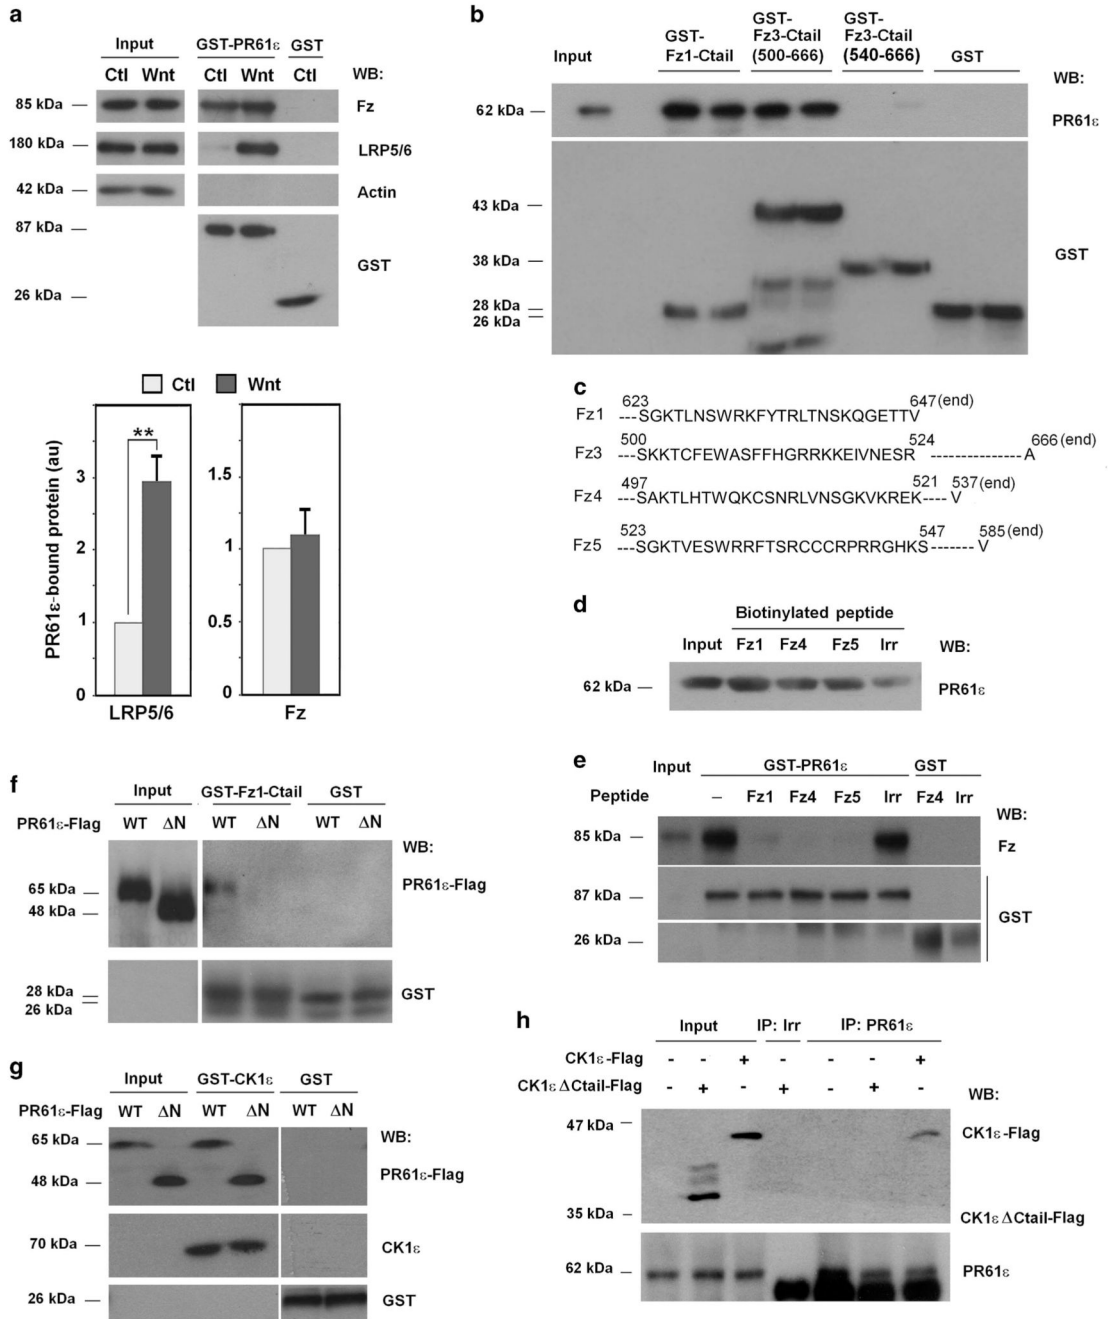 a
Input GST-PR61ε GST
Ctl Wnt Ctl Wnt Ctl WB:
85 kDa — Fz
180 kDa — LRP5/6
42 kDa — Actin
87 kDa —
GST
26 kDa —
Ctl Wnt
PR61ε-bound protein (au)
**
3
2
1
0
LRP5/6
1.5
1
0.5
0
Fz
b
Input
GST-
Fz1-Ctail
GST-
Fz3-Ctail
(500-666)
GST-
Fz3-Ctail
(540-666)
GST
WB:
62 kDa — PR61ε
43 kDa —
38 kDa —
GST
28 kDa —
26 kDa —
c
623 647 (end)
Fz1 ---SGKTLNSWRKFYTRLTNSKQGETTV
500 524 666 (end)
Fz3 ---SKKTCFEWASFFHGRRKKEIVNESR ---------------A
497 521 537 (end)
Fz4 ---SAKTLHTWQKCSNRLVNSGKVKREK---- V
523 547 585 (end)
Fz5 ---SGKTVESWRRFTSRCCCRPRRGHKS------- V
d
Biotinylated peptide
Input Fz1 Fz4 Fz5 Irr WB:
62 kDa — PR61ε
e
Input GST-PR61ε GST
Peptide – Fz1 Fz4 Fz5 Irr Fz4 Irr
WB:
85 kDa — Fz
87 kDa —
GST
26 kDa —
f
Input GST-Fz1-Ctail GST
PR61ε-Flag WT ΔN WT ΔN WT ΔN
WB:
65 kDa — PR61ε-Flag
48 kDa —
28 kDa — GST
26 kDa —
g
Input GST-CK1ε GST
PR61ε-Flag WT ΔN WT ΔN WT ΔN
65 kDa — WB:
48 kDa — PR61ε-Flag
70 kDa — CK1ε
26 kDa — GST
h
Input IP: Irr IP: PR61ε
CK1ε-Flag - - + - - - +
CK1ε ΔCtail-Flag - + - + - + -
WB:
47 kDa — CK1ε-Flag
35 kDa — CK1ε ΔCtail-Flag
62 kDa — PR61ε